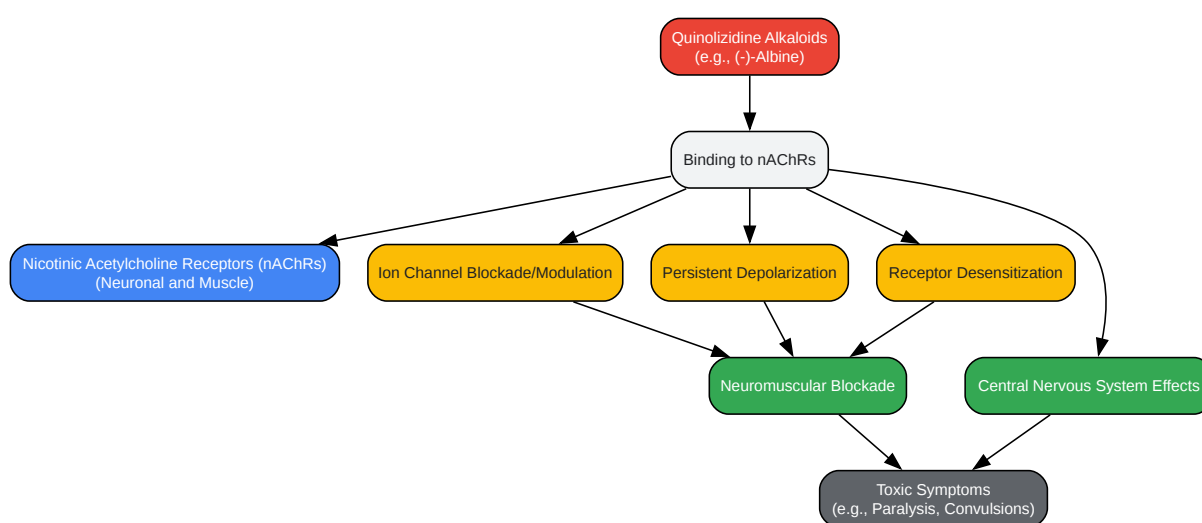 Quinolizidine Alkaloids
(e.g., (-)-Albine)
Binding to nAChRs
Nicotinic Acetylcholine Receptors (nAChRs)
(Neuronal and Muscle)
Ion Channel Blockade/Modulation
Persistent Depolarization
Receptor Desensitization
Neuromuscular Blockade
Central Nervous System Effects
Toxic Symptoms
(e.g., Paralysis, Convulsions)